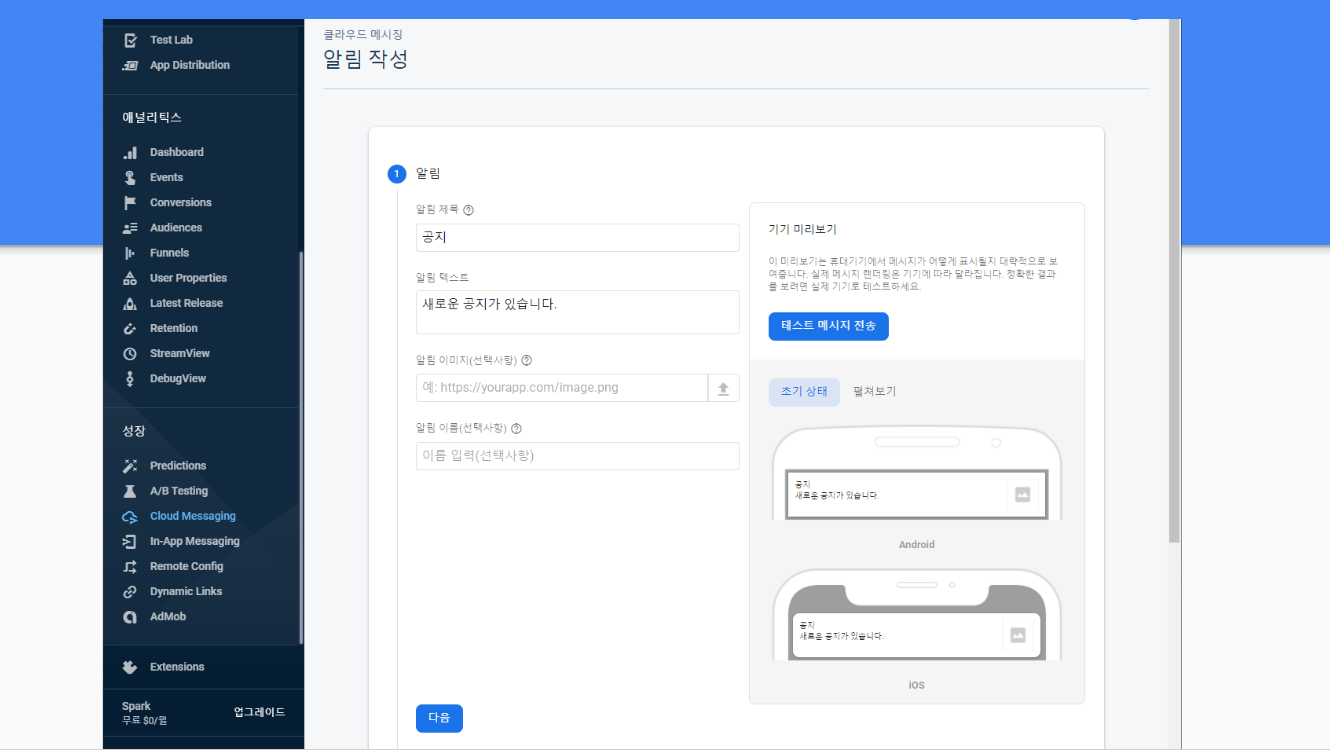 Test Lab
App Distribution
애널리틱스
Dashboard
Events
Conversions
Audiences
Funnels
User Properties
Latest Release
Retention
StreamView
DebugView
성장
Predictions
A/B Testing
Cloud Messaging
In-App Messaging
Remote Config
Dynamic Links
AdMob
Extensions
Spark
무료 $0/월
업그레이드
클라우드 메시징
알림 작성
1 알림
알림 제목
공지
알림 텍스트
새로운 공지가 있습니다.
알림 이미지(선택사항)
예: https://yourapp.com/image.png
알림 이름(선택사항)
이름 입력(선택사항)
다음
기기 미리보기
이 미리보기는 휴대기기에서 메시지가 어떻게 표시될지 대략적으로 보
여줍니다. 실제 메시지 렌더링은 기기에 따라 달라집니다. 정확한 결과
를 보려면 실제 기기로 테스트하세요.
테스트 메시지 전송
초기 상태
펼쳐보기
공지
새로운 공지가 있습니다.
Android
공지
새로운 공지가 있습니다.
iOS